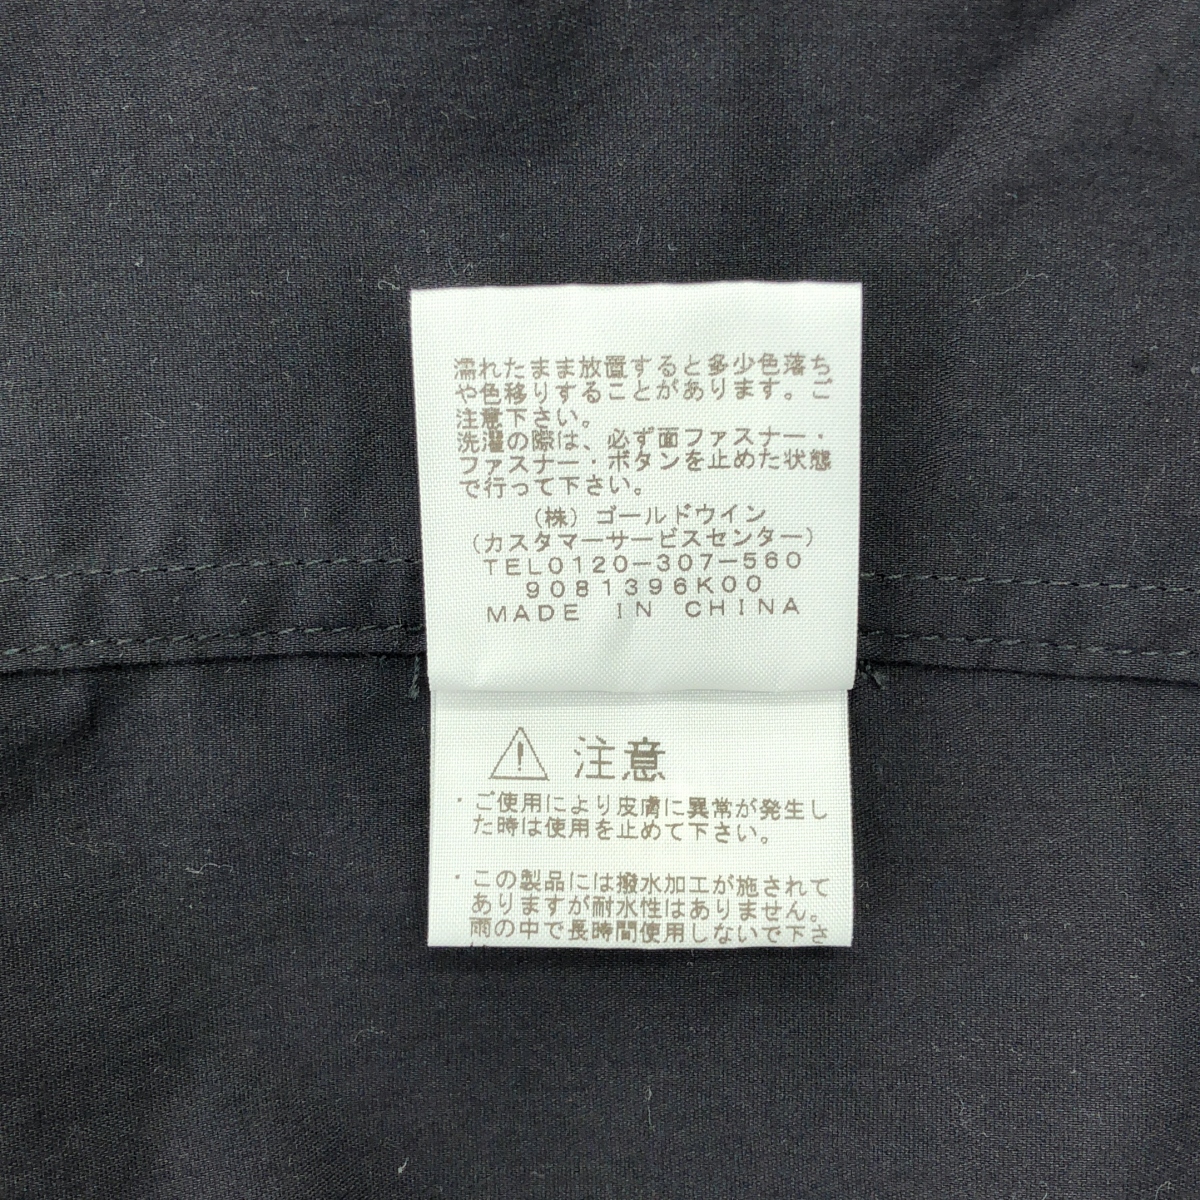 濡れたまま放置すると多少色落ち
や色移りすることがあります。ご
注意下さい。
洗濯の際は、必ず面ファスナー・
ファスナー・ボタンを止めた状態
で行って下さい。
(株)ゴールドウイン
(カスタマーサービスセンター)
TEL0120-307-560
9081396K00
MADE IN CHINA
注意
・ご使用により皮膚に異常が発生し
た時は使用を止めて下さい。
・この製品には撥水加工が施されて
ありますが耐水性はありません。
雨の中で長時間使用しないで下さ